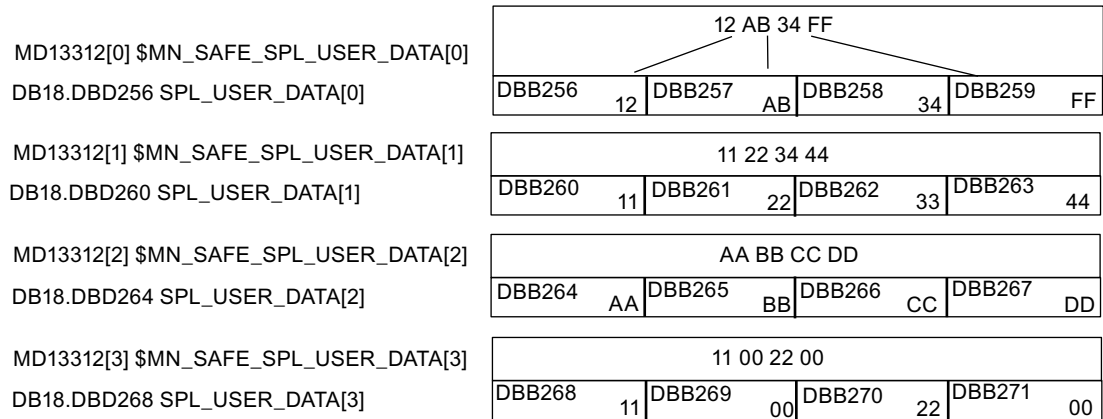 12 AB 34 FF
MD13312[0] $MN_SAFE_SPL_USER_DATA[0]
DB18.DBD256 SPL_USER_DATA[0]
DBB256 12 DBB257 AB DBB258 34 DBB259 FF
MD13312[1] $MN_SAFE_SPL_USER_DATA[1]
11 22 34 44
DB18.DBD260 SPL_USER_DATA[1]
DBB260 11 DBB261 22 DBB262 33 DBB263 44
MD13312[2] $MN_SAFE_SPL_USER_DATA[2]
AA BB CC DD
DB18.DBD264 SPL_USER_DATA[2]
DBB264 AA DBB265 BB DBB266 CC DBB267 DD
MD13312[3] $MN_SAFE_SPL_USER_DATA[3]
11 00 22 00
DB18.DBD268 SPL_USER_DATA[3]
DBB268 11 DBB269 00 DBB270 22 DBB271 00